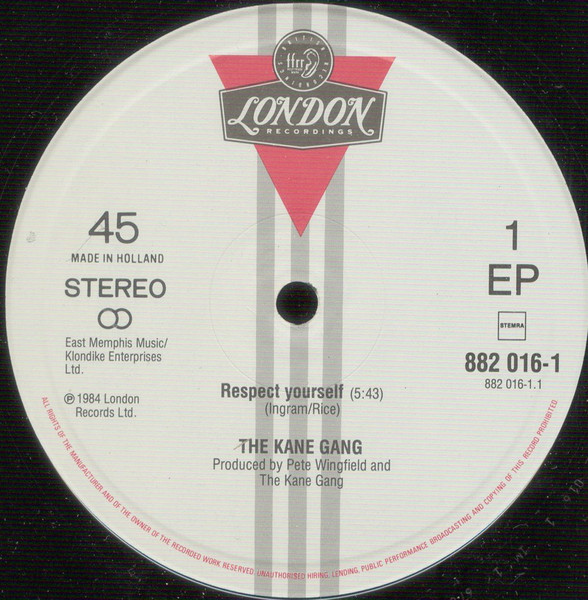 ffrr
LONDON
RECORDINGS
45
MADE IN HOLLAND
STEREO
East Memphis Music/
Klondike Enterprises
Ltd.
℗ 1984 London
Records Ltd.
1
EP
STEMRA
882 016-1
882 016-1.1
Respect yourself (5:43)
(Ingram/Rice)
THE KANE GANG
Produced by Pete Wingfield and
The Kane Gang
ALL RIGHTS OF THE MANUFACTURER AND OF THE OWNER OF THE RECORDED WORK RESERVED. UNAUTHORISED HIRING, LENDING, PUBLIC PERFORMANCE BROADCASTING AND COPYING OF THIS RECORD PROHIBITED.